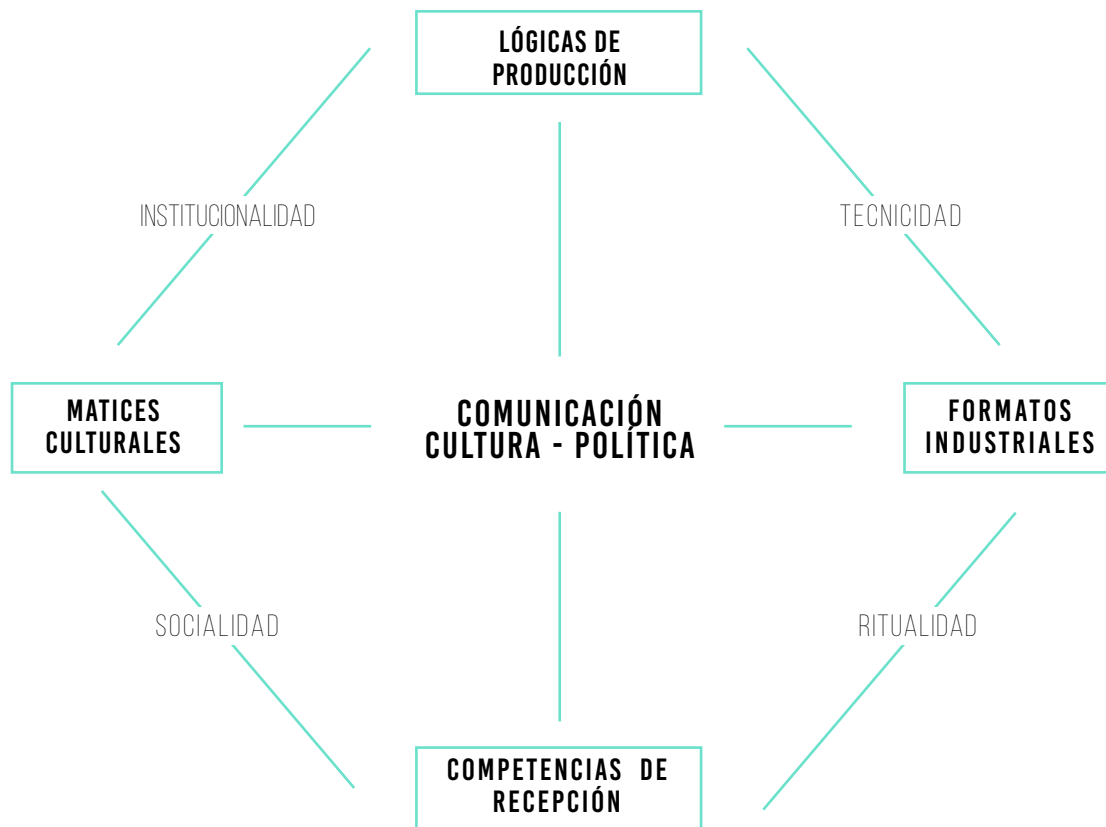 LÓGICAS DE
PRODUCCIÓN
INSTITUCIONALIDAD
TECNICIDAD
MATICES
CULTURALES
COMUNICACIÓN
CULTURA - POLÍTICA
FORMATOS
INDUSTRIALES
SOCIALIDAD
RITUALIDAD
COMPETENCIAS DE
RECEPCIÓN